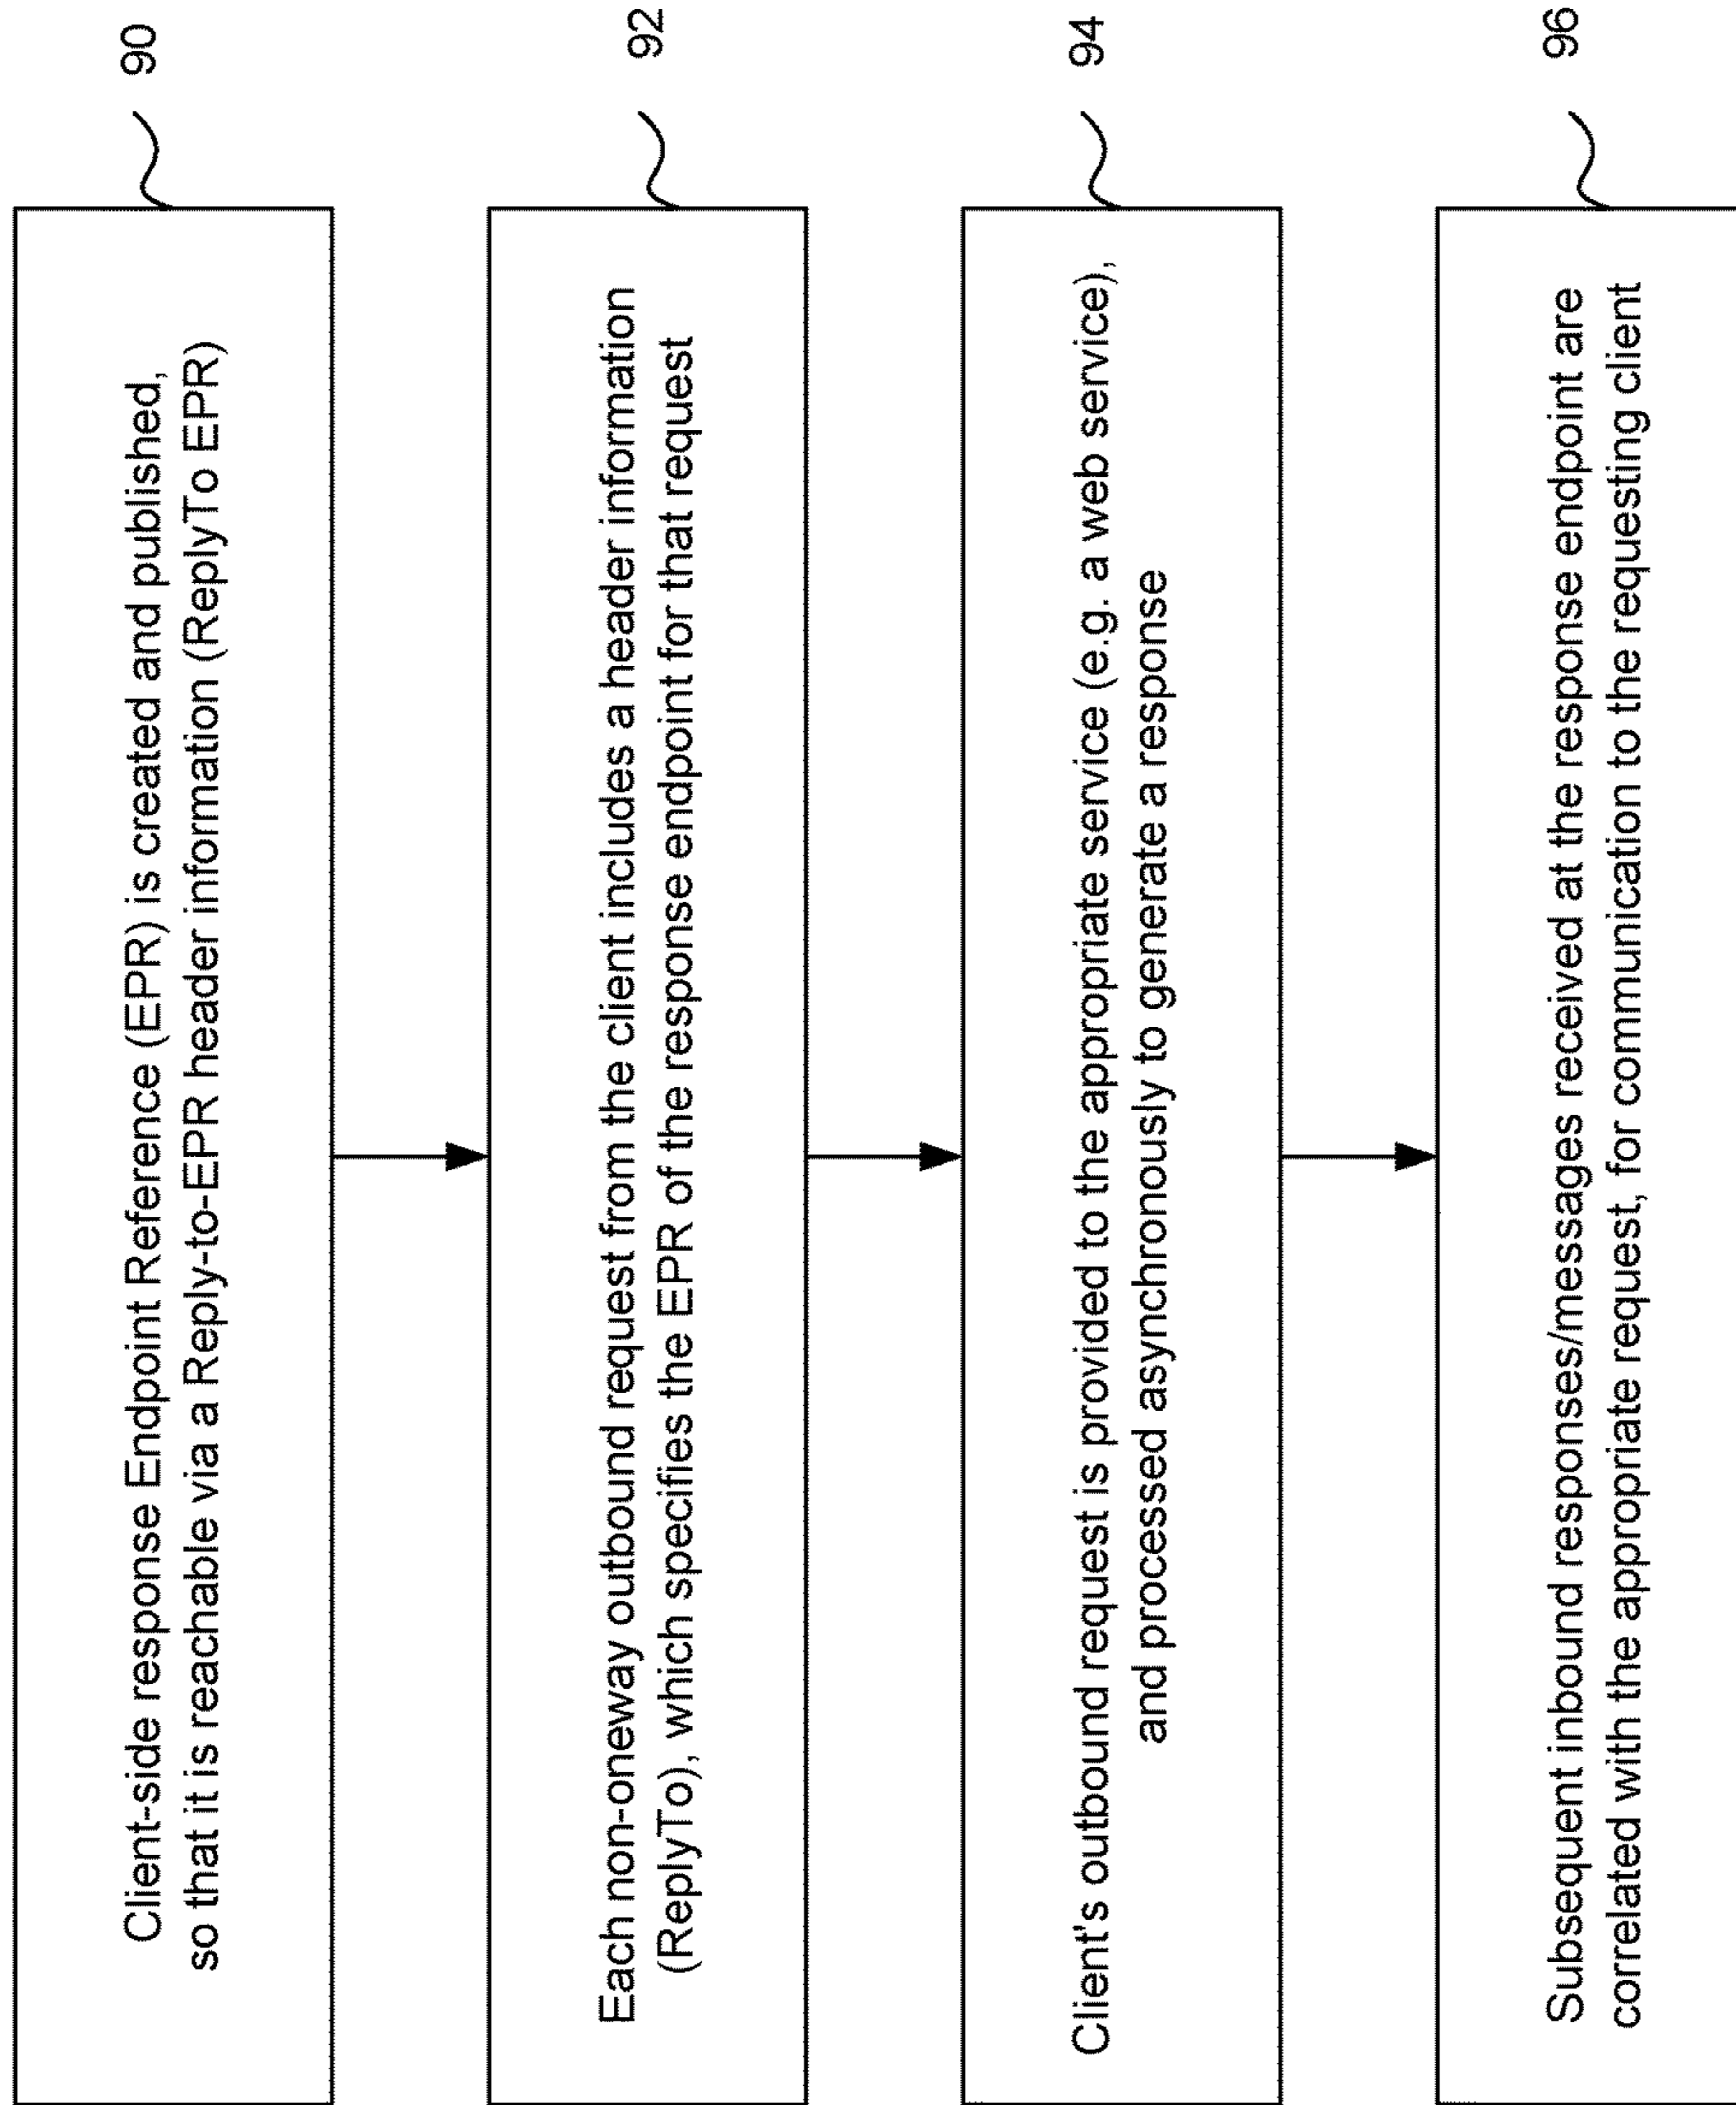 90
Client-side response Endpoint Reference (EPR) is created and published,
so that it is reachable via a Reply-to-EPR header information (ReplyTo EPR)
92
Each non-oneway outbound request from the client includes a header information
(ReplyTo), which specifies the EPR of the response endpoint for that request
94
Client's outbound request is provided to the appropriate service (e.g. a web service),
and processed asynchronously to generate a response
96
Subsequent inbound responses/messages received at the response endpoint are
correlated with the appropriate request, for communication to the requesting client